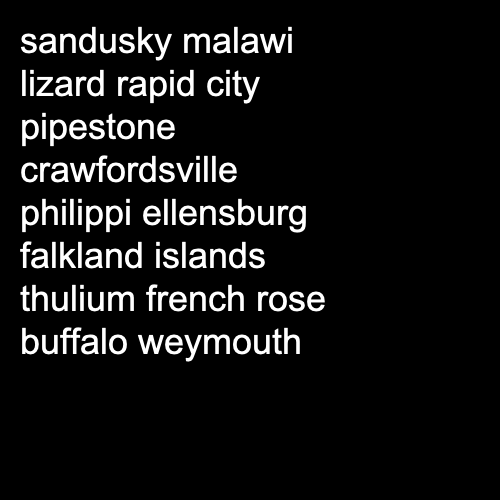 sandusky malawi
lizard rapid city
pipestone
crawfordsville
philippi ellensburg
falkland islands
thulium french rose
buffalo weymouth